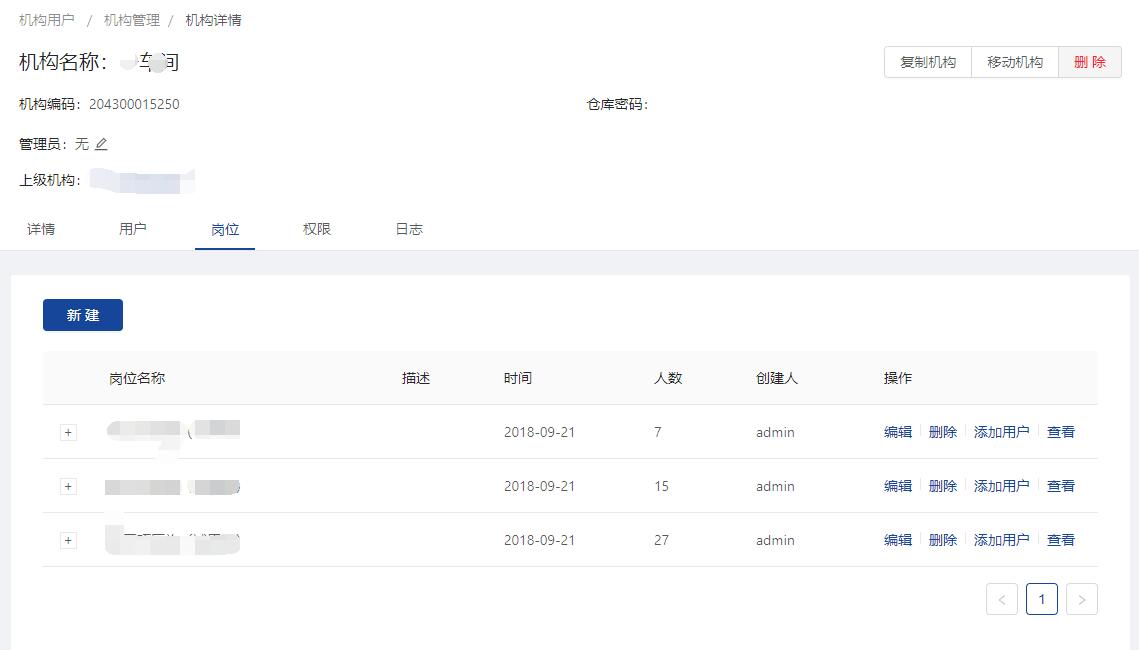 机构用户 / 机构管理 / 机构详情
机构名称： 车间
复制机构 移动机构 删 除
机构编码：204300015250 仓库密码：
管理员：无
上级机构：
详情 用户 岗位 权限 日志
新 建
岗位名称 描述 时间 人数 创建人 操作
+ ( 2018-09-21 7 admin 编辑 删除 添加用户 查看
+ 2018-09-21 15 admin 编辑 删除 添加用户 查看
+ 2018-09-21 27 admin 编辑 删除 添加用户 查看
< 1 >